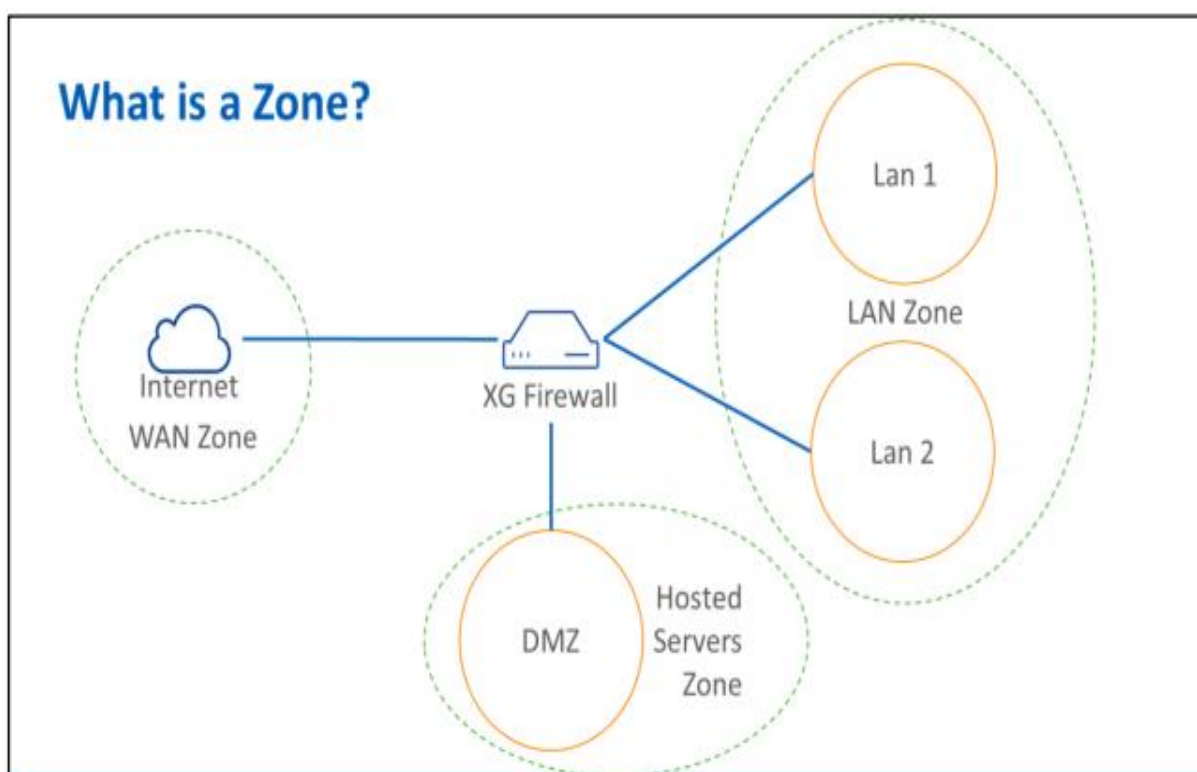 What is a Zone?
Lan 1
LAN Zone
Lan 2
Internet
WAN Zone
XG Firewall
DMZ
Hosted
Servers
Zone